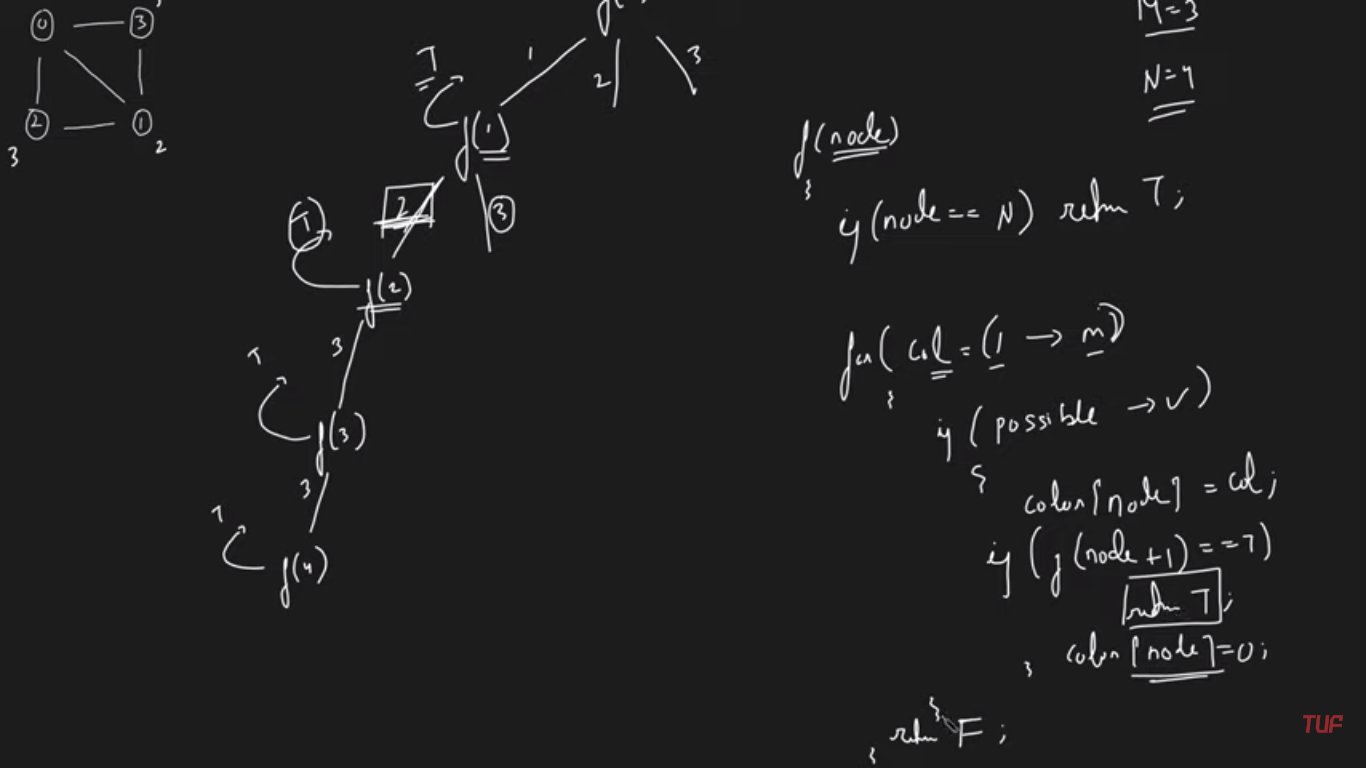 0 3
2 1
3 2
f(
1 2 3
T
f(1)
2 3
T
f(2)
3
T
f(3)
3
T
f(4)
M=3
N=4
f(node)
{
if(node == N) return T;
for( col = (1 → m)
{
if (possible → ✓)
{
color[node] = col;
if (f(node+1) == T)
return T;
color[node]=0;
}
}
return F;
}
TUF